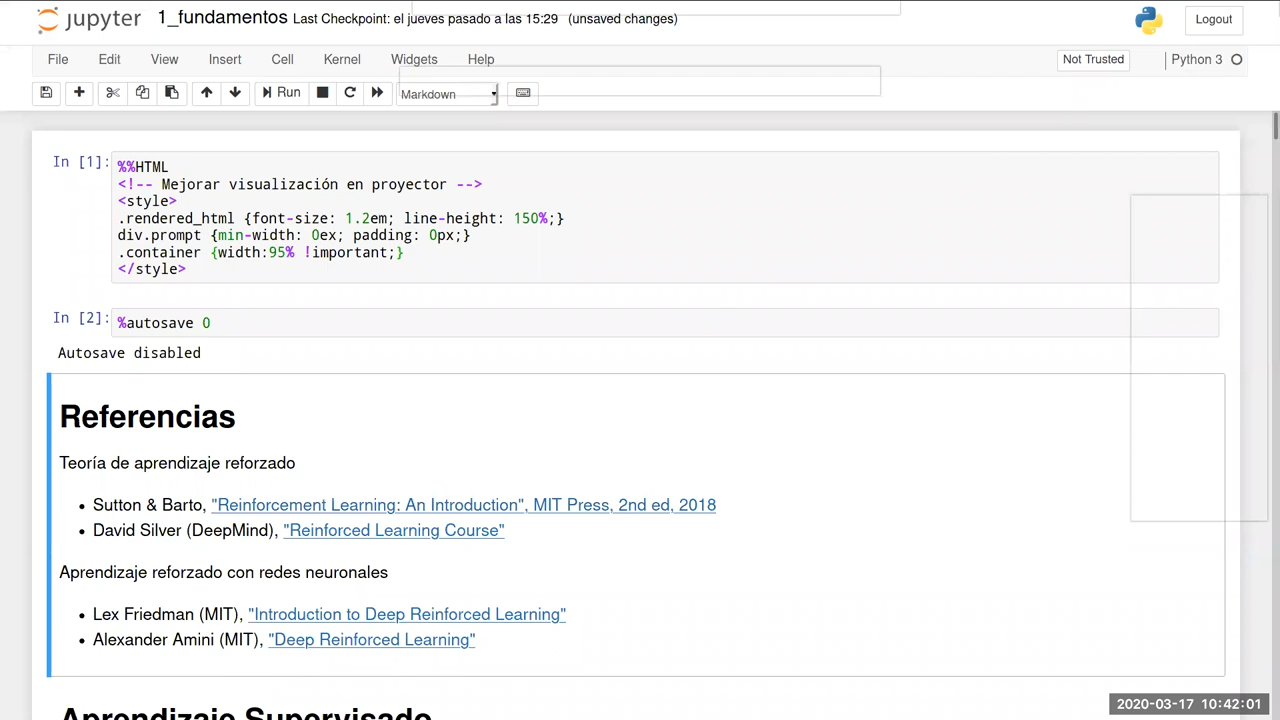 jupyter 1_fundamentos Last Checkpoint: el jueves pasado a las 15:29 (unsaved changes) Logout
File Edit View Insert Cell Kernel Widgets Help Not Trusted Python 3
Run Markdown
In [1]: %%HTML
<!-- Mejorar visualización en proyector -->
<style>
.rendered_html {font-size: 1.2em; line-height: 150%;}
div.prompt {min-width: 0ex; padding: 0px;}
.container {width:95% !important;}
</style>
In [2]: %autosave 0
Autosave disabled
Referencias
Teoría de aprendizaje reforzado
• Sutton & Barto, "Reinforcement Learning: An Introduction", MIT Press, 2nd ed, 2018
• David Silver (DeepMind), "Reinforced Learning Course"
Aprendizaje reforzado con redes neuronales
• Lex Friedman (MIT), "Introduction to Deep Reinforced Learning"
• Alexander Amini (MIT), "Deep Reinforced Learning"
Aprendizaje Supervisado
2020-03-17 10:42:01